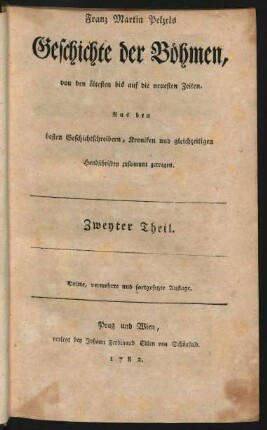 Franz Martin Pelzels
Geschichte der Böhmen,
von den ältesten bis auf die neuesten Zeiten.
Aus den
besten Geschichtschreibern, Kroniken und gleichzeitigen
Handschriften zusammen getragen.
Zweyter Theil.
Dritte, vermehrte und fortgesetzte Auflage.
Prag und Wien,
verlegt bey Johann Ferdinand Edlen von Schönfeld.
1782.